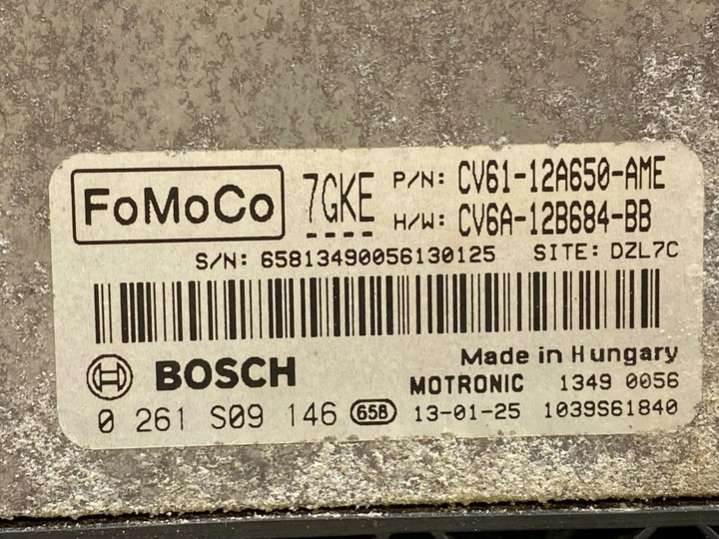 FoMoCo 7GKE P/N: CV61-12A650-AME
H/W: CV6A-12B684-BB
S/N: 65813490056130125 SITE: DZL7C
BOSCH Made in Hungary
MOTRONIC 1349 0056
0 261 S09 146 658 13-01-25 1039S61840